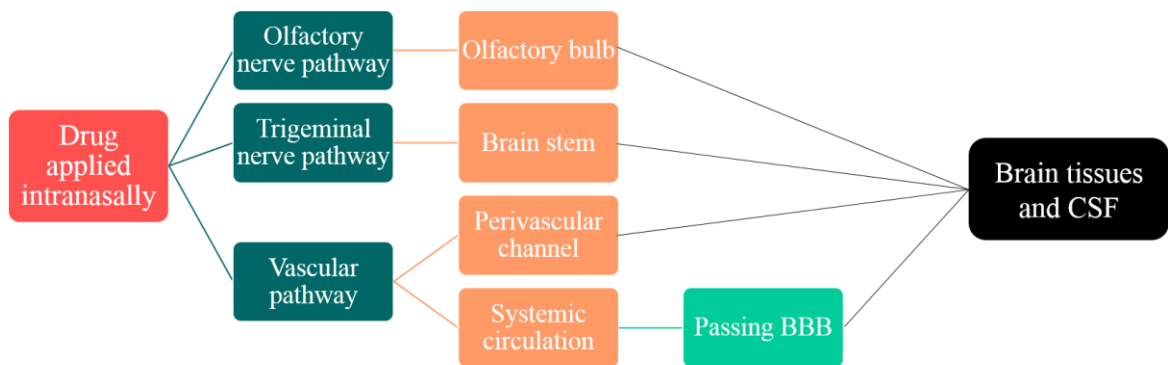 Drug
applied
intranasally
Olfactory
nerve pathway
Olfactory bulb
Trigeminal
nerve pathway
Brain stem
Vascular
pathway
Perivascular
channel
Systemic
circulation
Passing BBB
Brain tissues
and CSF